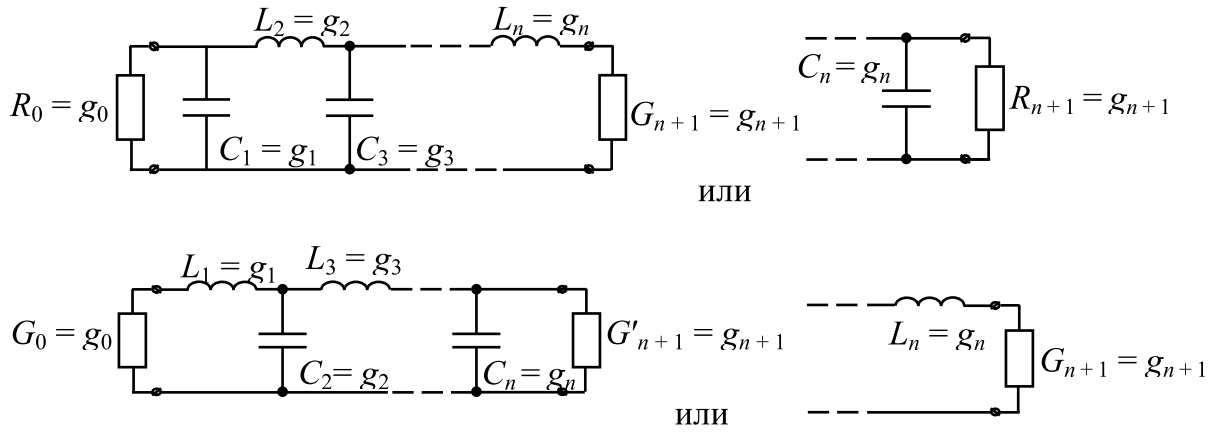 L₂ = g₂
Lₙ = gₙ
R₀ = g₀
C₁ = g₁
C₃ = g₃
Gₙ ₊ ₁ = gₙ ₊ ₁
Cₙ = gₙ
Rₙ ₊ ₁ = gₙ ₊ ₁
или
L₁ = g₁
L₃ = g₃
G₀ = g₀
C₂= g₂
Cₙ = gₙ
G'ₙ ₊ ₁ = gₙ ₊ ₁
Lₙ = gₙ
Gₙ ₊ ₁ = gₙ ₊ ₁
или